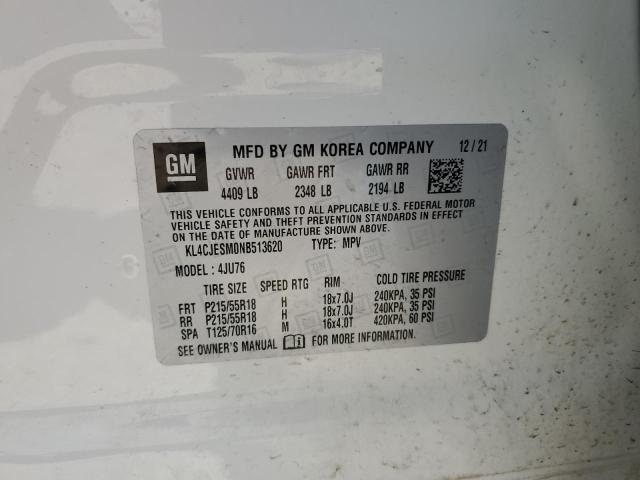 GM MFD BY GM KOREA COMPANY 12 / 21
GVWR GAWR FRT GAWR RR
4409 LB 2348 LB 2194 LB
THIS VEHICLE CONFORMS TO ALL APPLICABLE U.S. FEDERAL MOTOR
VEHICLE SAFETY AND THEFT PREVENTION STANDARDS IN EFFECT
ON THE DATE OF MANUFACTURE SHOWN ABOVE.
KL4CJESM0NB513620 TYPE: MPV
MODEL : 4JU76
TIRE SIZE SPEED RTG RIM COLD TIRE PRESSURE
FRT P215/55R18 H 18x7.0J 240KPA, 35 PSI
RR P215/55R18 H 18x7.0J 240KPA, 35 PSI
SPA T125/70R16 M 16x4.0T 420KPA, 60 PSI
SEE OWNER'S MANUAL FOR MORE INFORMATION.